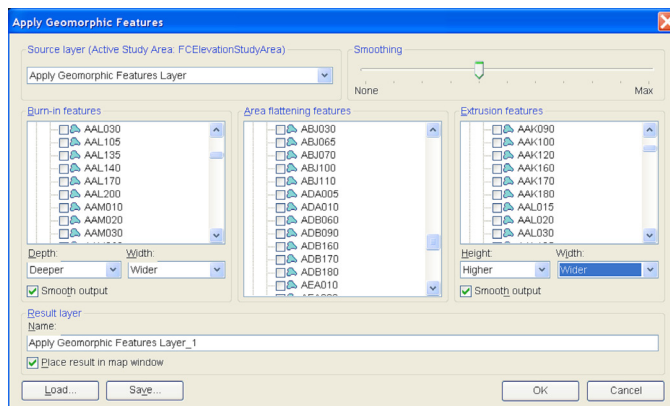 Apply Geomorphic Features
Source layer (Active Study Area: FCElevationStudyArea)
Apply Geomorphic Features Layer
Smoothing
None
Max
Burn-in features
AAL030
AAL105
AAL135
AAL140
AAL170
AAL200
AAM010
AAM020
AAM030
Depth:
Width:
Deeper
Wider
Smooth output
Area flattening features
ABJ030
ABJ065
ABJ070
ABJ100
ABJ110
ADA005
ADA010
ADB060
ADB090
ADB160
ADB170
ADB180
AEA010
Extrusion features
AAK090
AAK100
AAK120
AAK160
AAK170
AAK180
AAL015
AAL020
AAL030
Height:
Width:
Higher
Wider
Smooth output
Result layer
Name:
Apply Geomorphic Features Layer_1
Place result in map window
Load...
Save...
OK
Cancel